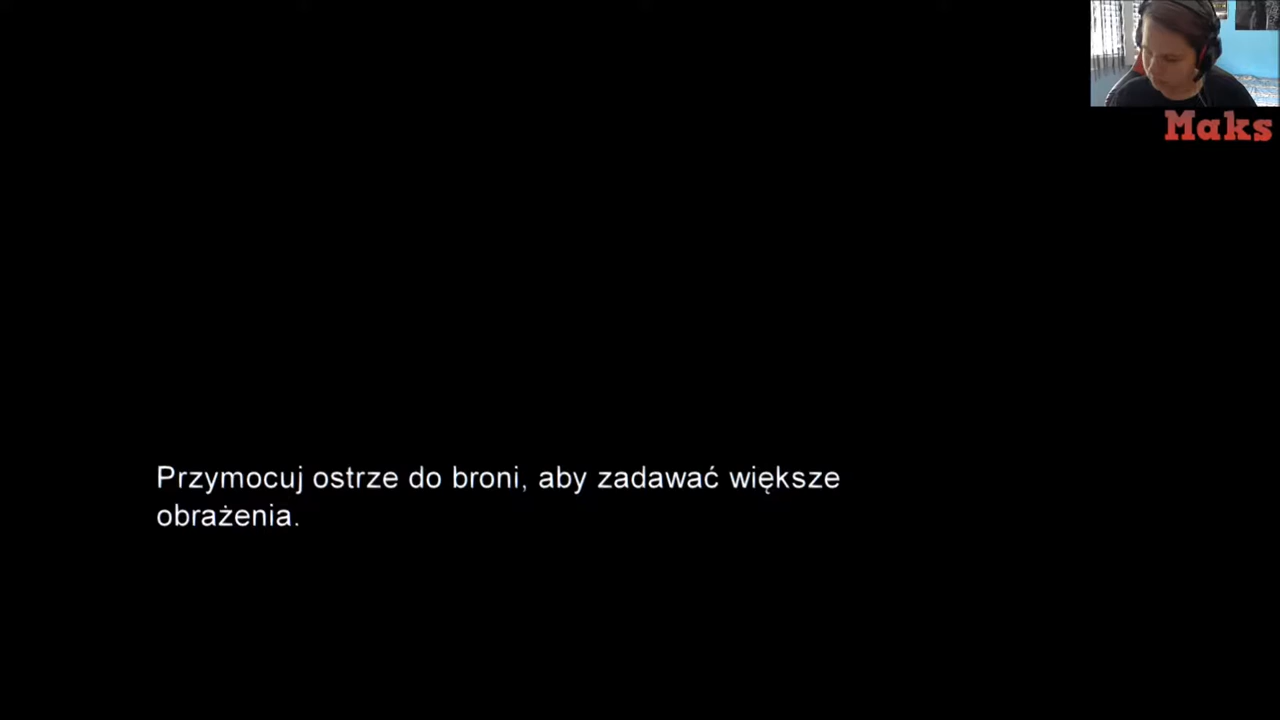 Maks
Przymocuj ostrze do broni, aby zadawać większe
obrażenia.